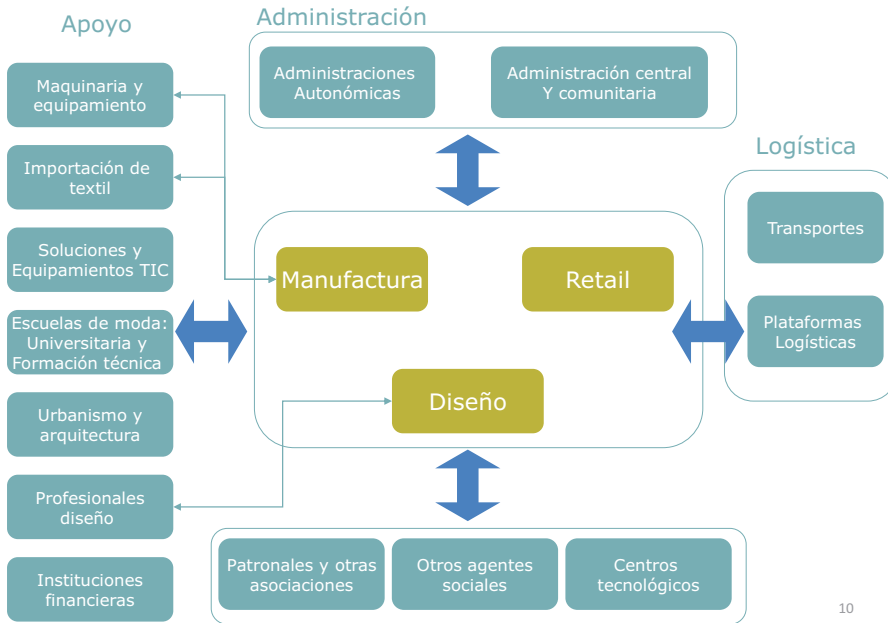 Apoyo
Maquinaria y
equipamiento
Importación de
textil
Soluciones y
Equipamientos TIC
Escuelas de moda:
Universitaria y
Formación técnica
Urbanismo y
arquitectura
Profesionales
diseño
Instituciones
financieras
Administración
Administraciones
Autonómicas
Administración central
Y comunitaria
Manufactura
Retail
Diseño
Logística
Transportes
Plataformas
Logísticas
Patronales y otras
asociaciones
Otros agentes
sociales
Centros
tecnológicos
10